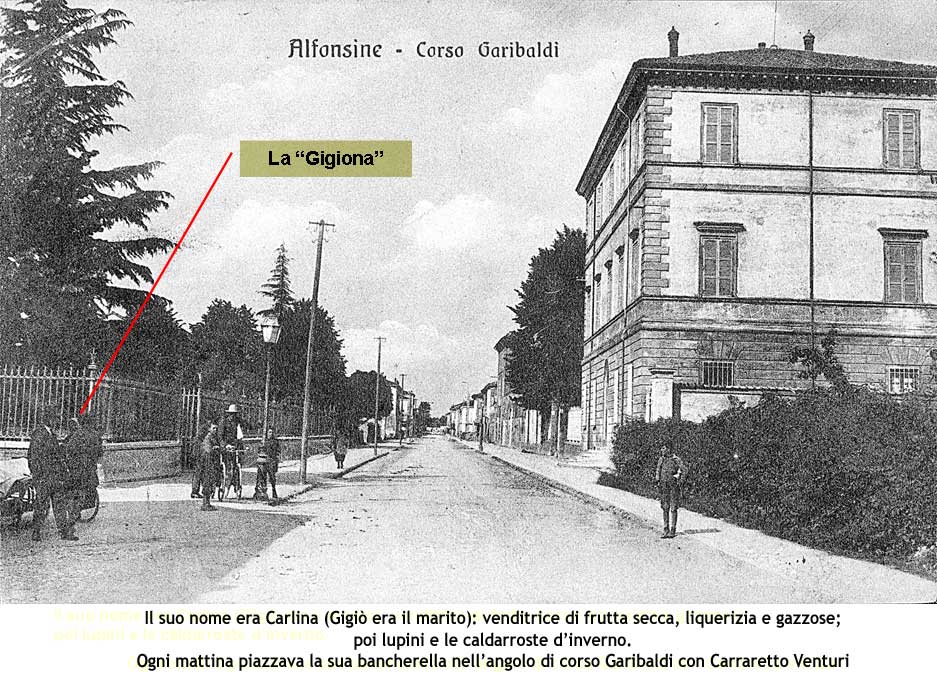 Alfonsine - Corso Garibaldi
La “Gigiona”
Il suo nome era Carlina (Gigiò era il marito): venditrice di frutta secca, liquerizia e gazzose;
poi lupini e le caldarroste d’inverno.
Ogni mattina piazzava la sua bancherella nell’angolo di corso Garibaldi con Carraretto Venturi